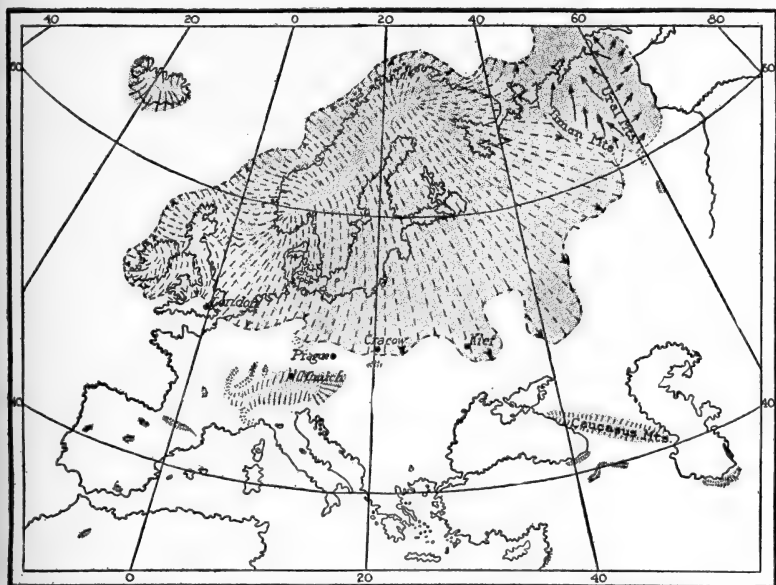 40 20 0 20 40 60 80
60
60
Ural Mts.
Timan Mts.
London
Cracow
Kief
Prague
Munich
40
40
Caucasus Mts.
0 20 40